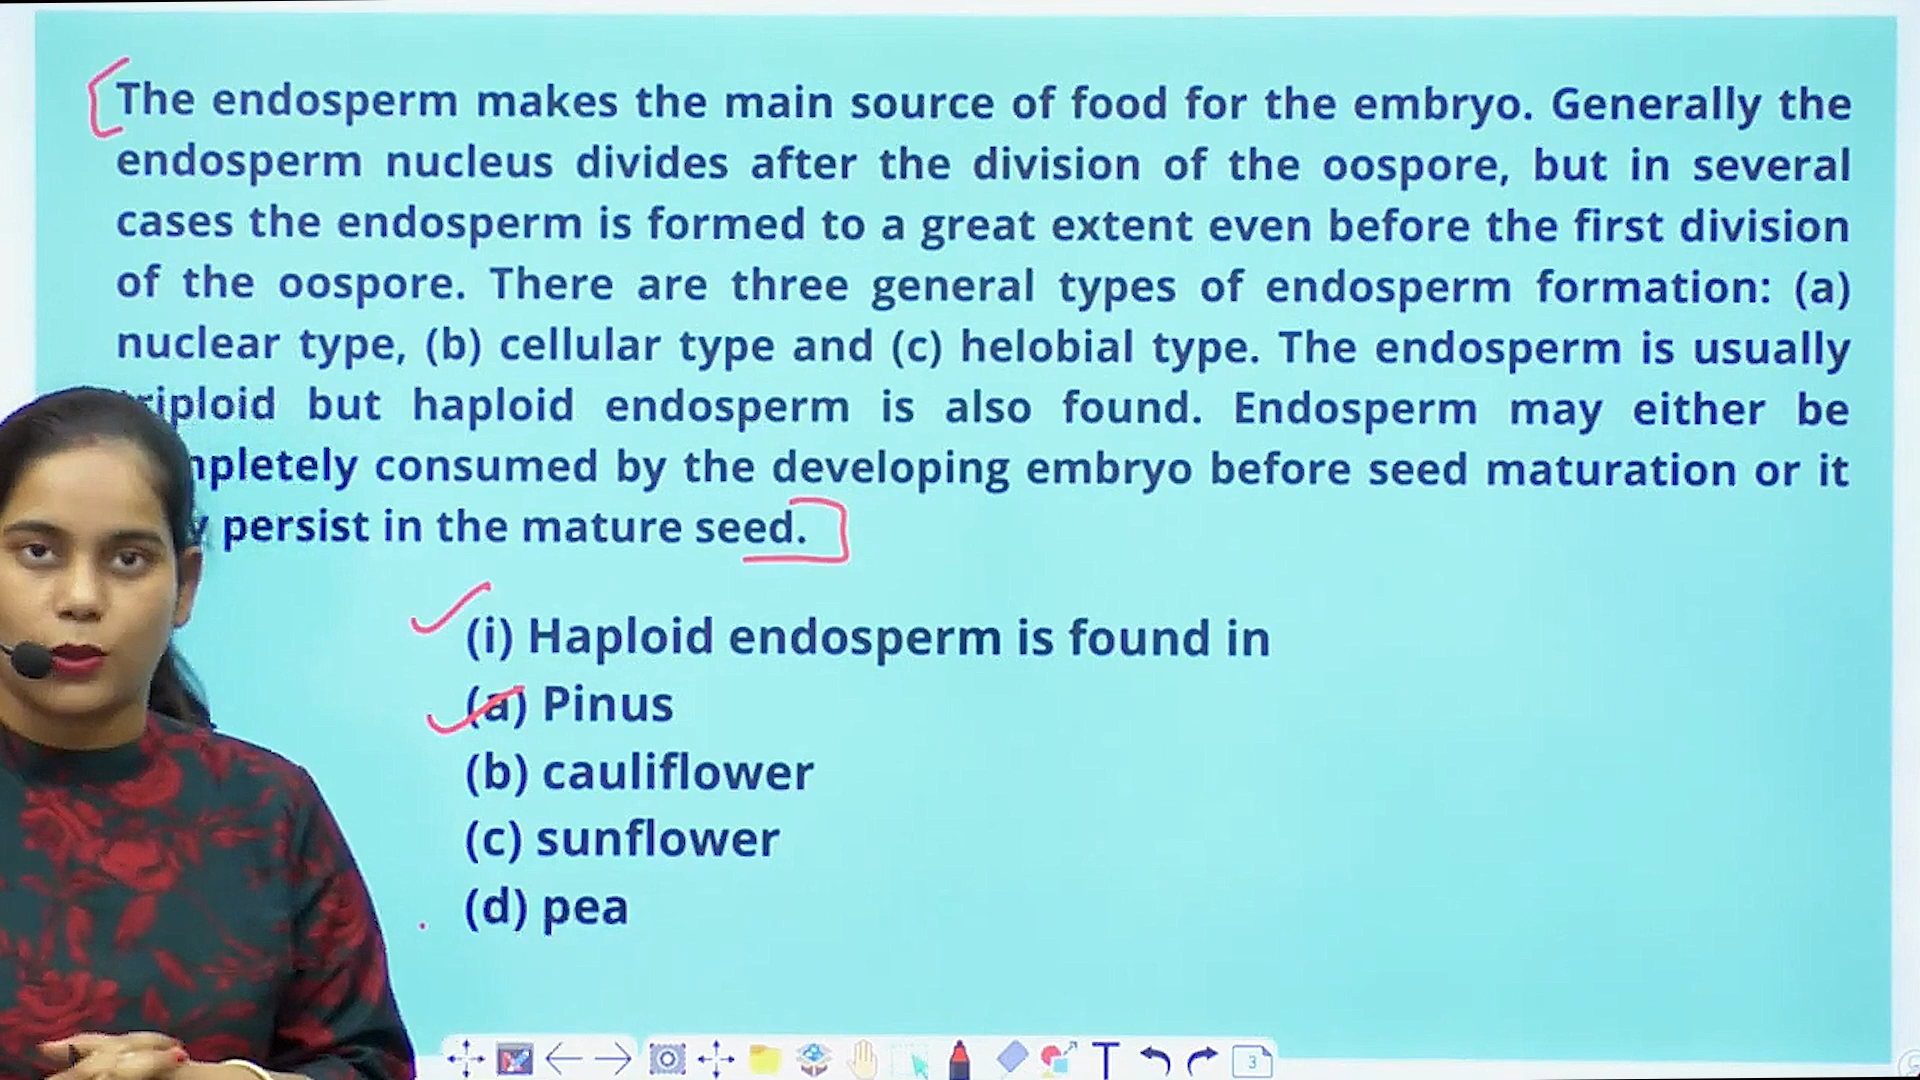 The endosperm makes the main source of food for the embryo. Generally the
endosperm nucleus divides after the division of the oospore, but in several
cases the endosperm is formed to a great extent even before the first division
of the oospore. There are three general types of endosperm formation: (a)
nuclear type, (b) cellular type and (c) helobial type. The endosperm is usually
but haploid endosperm is also found. Endosperm may either be
consumed by the developing embryo before seed maturation or it
persist in the mature seed.
(i) Haploid endosperm is found in
(a) Pinus
(b) cauliflower
(c) sunflower
(d) pea
T 3